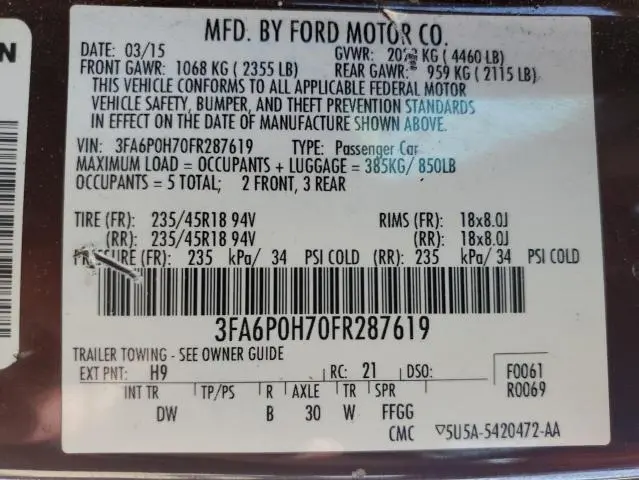 N
MFD. BY FORD MOTOR CO.
DATE: 03/15 GVWR: KG ( 4460 LB)
FRONT GAWR: 1068 KG ( 2355 LB) REAR GAWR: 959 KG ( 2115 LB)
THIS VEHICLE CONFORMS TO ALL APPLICABLE FEDERAL MOTOR
VEHICLE SAFETY, BUMPER, AND THEFT PREVENTION STANDARDS
IN EFFECT ON THE DATE OF MANUFACTURE SHOWN ABOVE.
VIN: 3FA6P0H70FR287619 TYPE: Passenger Car
MAXIMUM LOAD = OCCUPANTS + LUGGAGE = 385KG/ 850LB
OCCUPANTS = 5 TOTAL; 2 FRONT, 3 REAR
TIRE (FR): 235/45R18 94V RIMS (FR): 18x8.0J
(RR): 235/45R18 94V (RR): 18x8.0J
PRESSURE (FR): 235 kPa/ 34 PSI COLD (RR): 235 kPa/ 34 PSI COLD
3FA6P0H70FR287619
TRAILER TOWING - SEE OWNER GUIDE
EXT PNT: H9 RC: 21 DSO: F0061
R0069
INT TR TP/PS R AXLE TR SPR
DW B 30 W FFGG
CMC ▽5U5A-5420472-AA